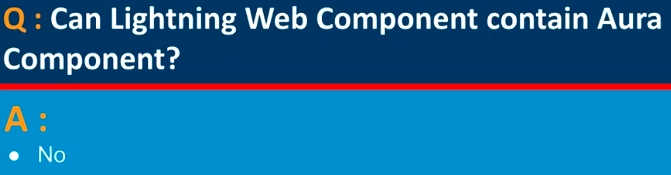 Q : Can Lightning Web Component contain Aura
Component?
A :
• No